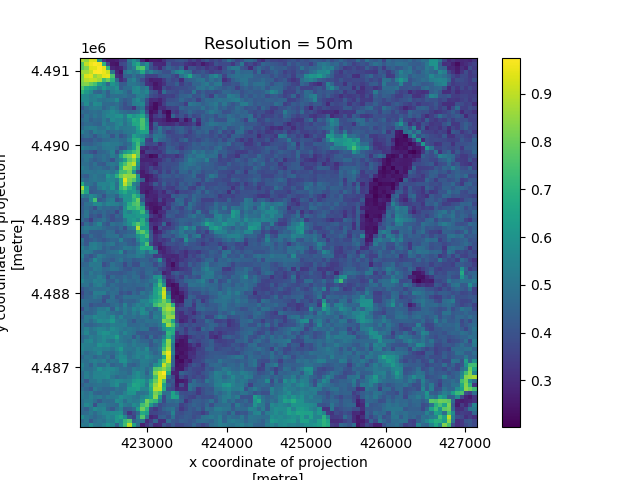 Resolution = 50m
1e6
4.491
4.490
4.489
4.488
4.487
y coordinate of projection
[metre]
423000 424000 425000 426000 427000
x coordinate of projection
[metre]
0.9
0.8
0.7
0.6
0.5
0.4
0.3